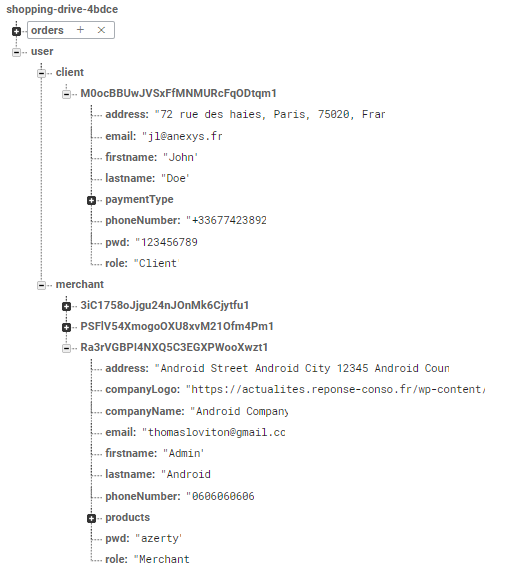 shopping-drive-4bdce
orders + ×
user
client
M0ocBBUwJVSxFfMNMURcFqODtqm1
address: "72 rue des haies, Paris, 75020, Fran
email: "jl@anexys.fr
firstname: "John"
lastname: "Doe"
paymentType
phoneNumber: "+33677423892
pwd: "123456789
role: "Client
merchant
3iC1758oJjgu24nJOnMk6Cjytfu1
PSFlV54XmogoOXU8xvM21Ofm4Pm1
Ra3rVGBPI4NXQ5C3EGXPWooXwzt1
address: "Android Street Android City 12345 Android Coun
companyLogo: "https://actualites.reponse-conso.fr/wp-content/
companyName: "Android Company
email: "thomasloviton@gmail.co
firstname: "Admin"
lastname: "Android
phoneNumber: "0606060606
products
pwd: "azerty"
role: "Merchant